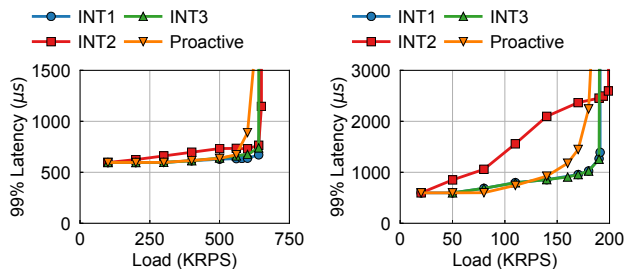 INT1 INT3
INT2 Proactive
1500
1000
500
0
0 250 500 750
99% Latency (μs)
Load (KRPS)
INT1 INT3
INT2 Proactive
3000
2000
1000
0
0 50 100 150 200
99% Latency (μs)
Load (KRPS)